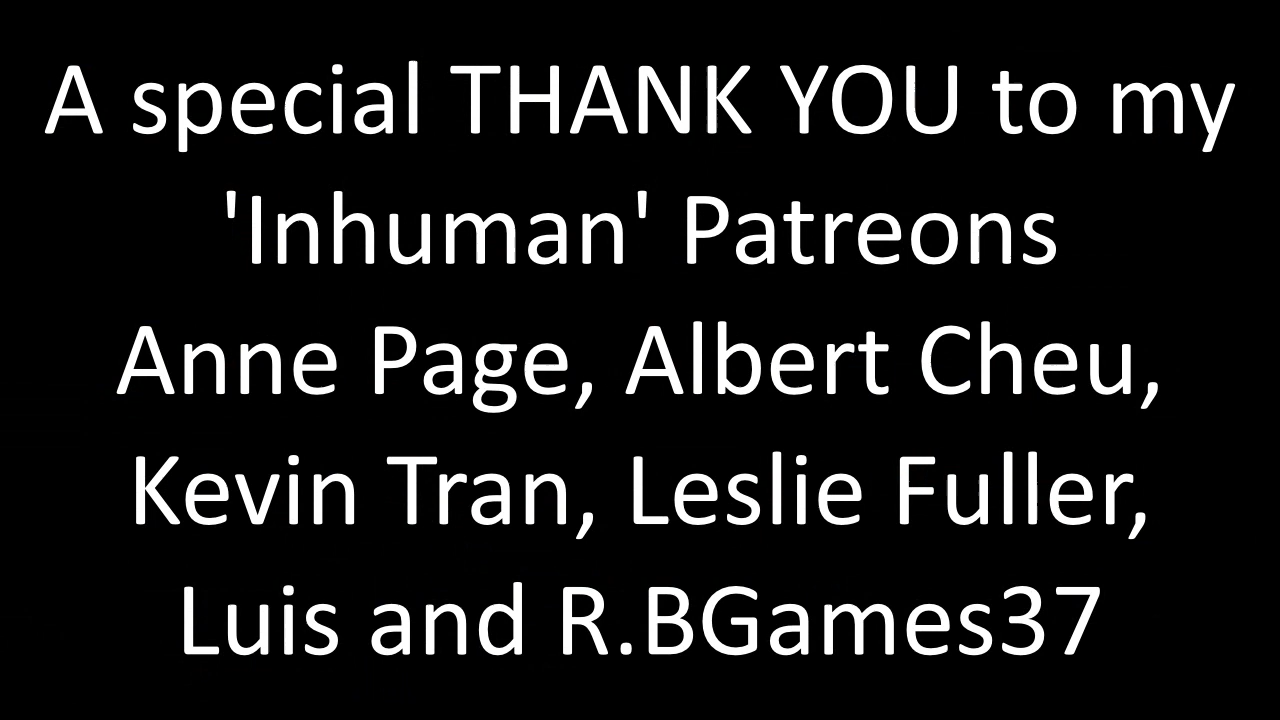 A special THANK YOU to my
'Inhuman' Patreons
Anne Page, Albert Cheu,
Kevin Tran, Leslie Fuller,
Luis and R.BGames37